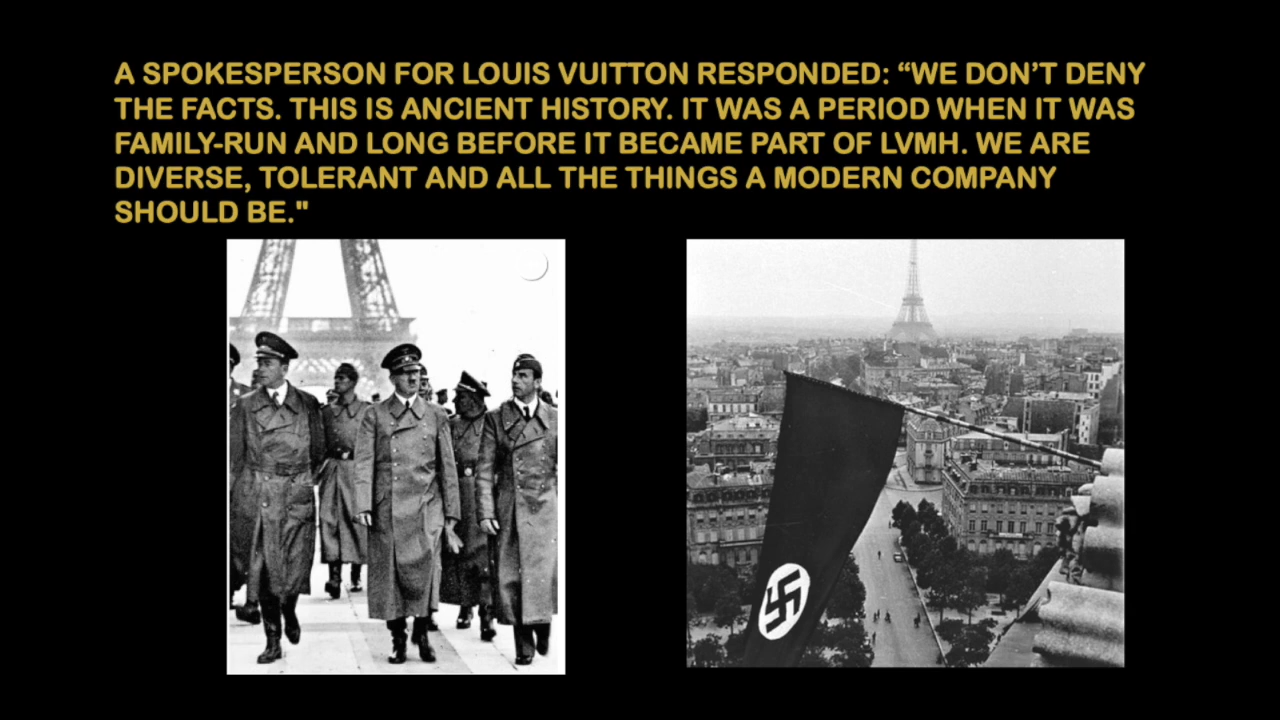 A SPOKESPERSON FOR LOUIS VUITTON RESPONDED: “WE DON’T DENY
THE FACTS. THIS IS ANCIENT HISTORY. IT WAS A PERIOD WHEN IT WAS
FAMILY-RUN AND LONG BEFORE IT BECAME PART OF LVMH. WE ARE
DIVERSE, TOLERANT AND ALL THE THINGS A MODERN COMPANY
SHOULD BE."